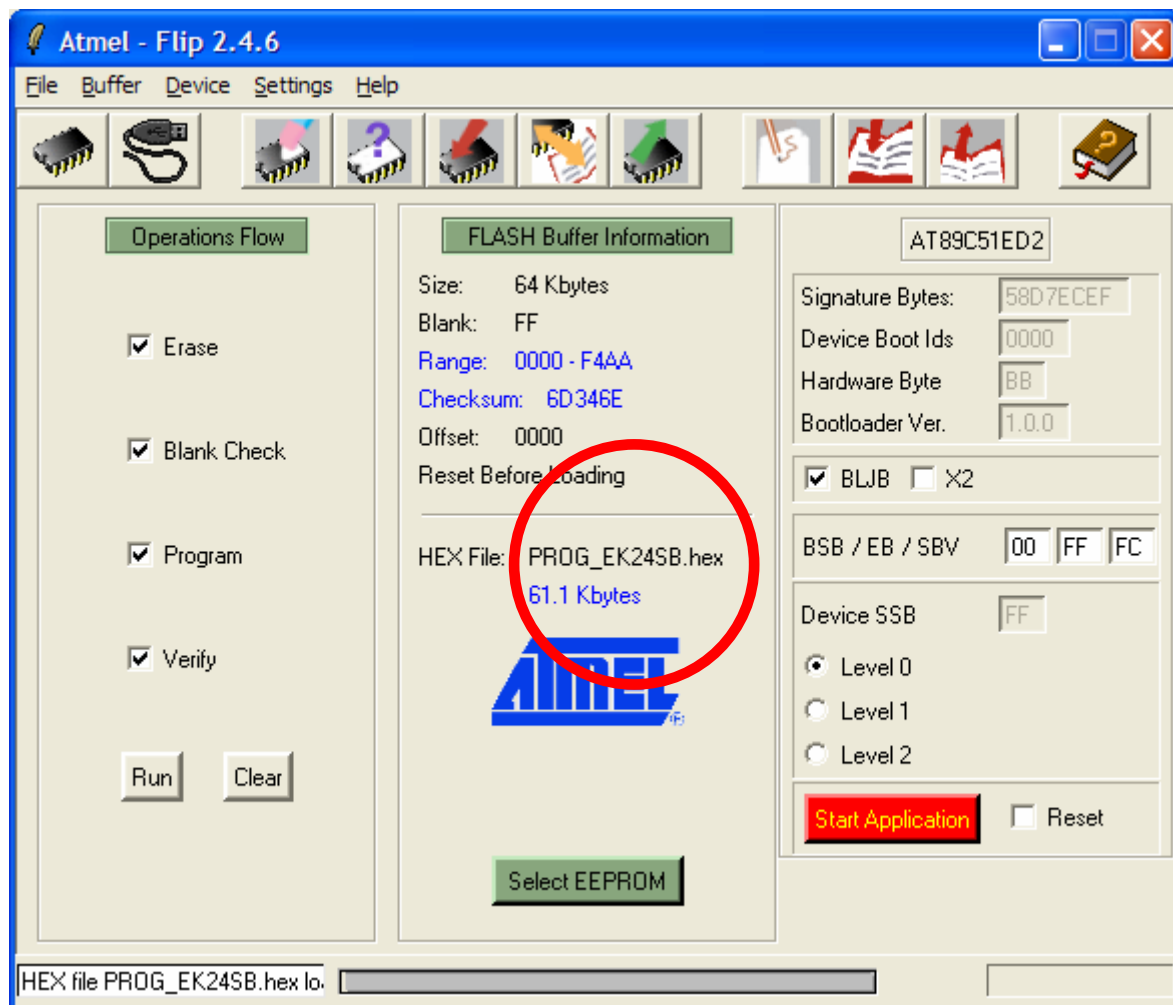 Atmel - Flip 2.4.6
File Buffer Device Settings Help
Operations Flow
Erase
Blank Check
Program
Verify
Run Clear
FLASH Buffer Information
Size: 64 Kbytes
Blank: FF
Range: 0000 - F4AA
Checksum: 6D346E
Offset: 0000
Reset Before Loading
HEX File: PROG_EK24SB.hex
61.1 Kbytes
ATMEL ®
Select EEPROM
AT89C51ED2
Signature Bytes: 58D7ECEF
Device Boot Ids 0000
Hardware Byte BB
Bootloader Ver. 1.0.0
BLJB X2
BSB / EB / SBV 00 FF FC
Device SSB FF
Level 0
Level 1
Level 2
Start Application Reset
HEX file PROG_EK24SB.hex lo